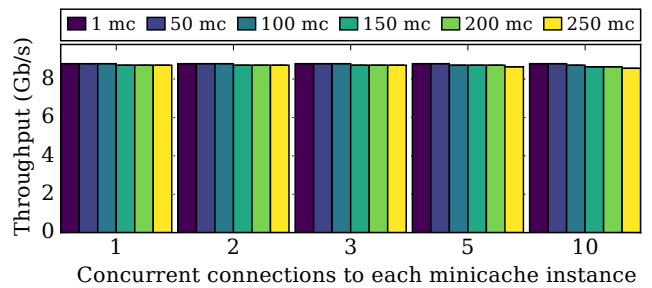 1 mc 50 mc 100 mc 150 mc 200 mc 250 mc
Throughput (Gb/s)
8
6
4
2
0
1 2 3 5 10
Concurrent connections to each minicache instance